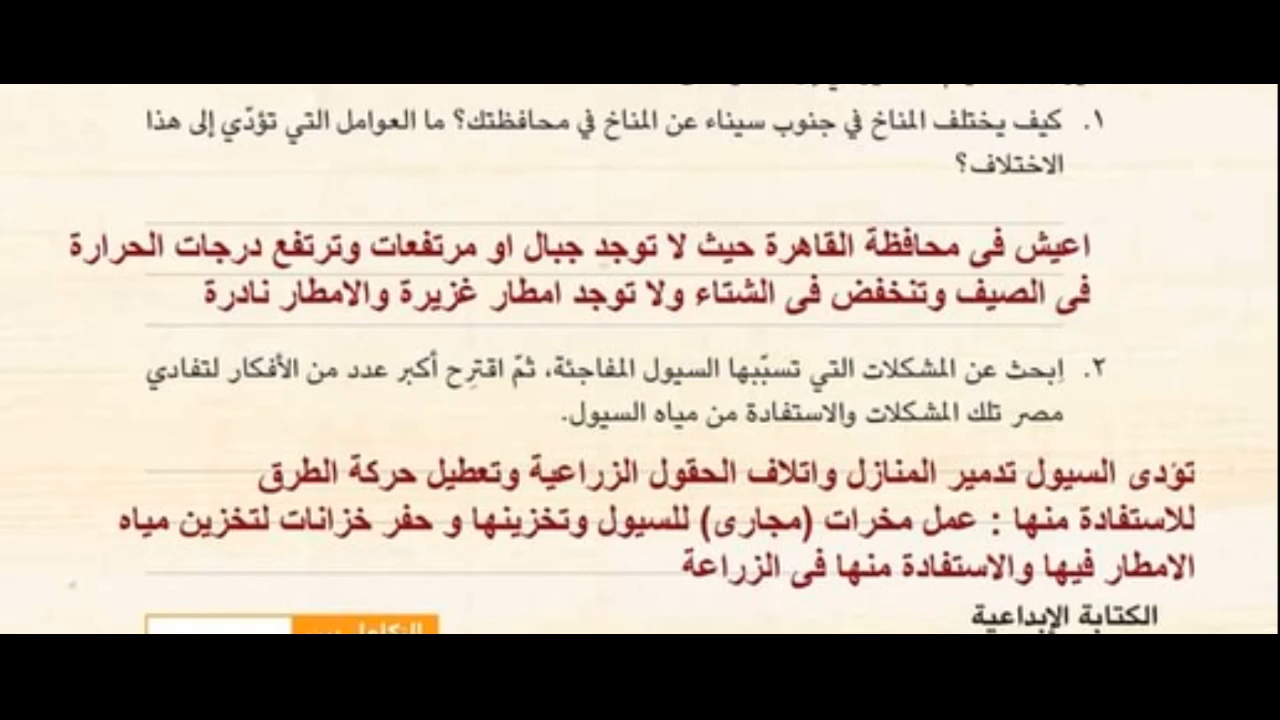 ١. كيف يختلف المناخ في جنوب سيناء عن المناخ في محافظتك؟ ما العوامل التي تؤدّي إلى هذا
الاختلاف؟
اعيش فى محافظة القاهرة حيث لا توجد جبال او مرتفعات وترتفع درجات الحرارة
فى الصيف وتنخفض فى الشتاء ولا توجد امطار غزيرة والامطار نادرة
٢. اِبحث عن المشكلات التي تسبّبها السيول المفاجئة، ثمّ اقترِح أكبر عدد من الأفكار لتفادي
مصر تلك المشكلات والاستفادة من مياه السيول.
تؤدى السيول تدمير المنازل واتلاف الحقول الزراعية وتعطيل حركة الطرق
للاستفادة منها : عمل مخرات (مجارى) للسيول وتخزينها و حفر خزانات لتخزين مياه
الامطار فيها والاستفادة منها فى الزراعة
الكتابة الإبداعية